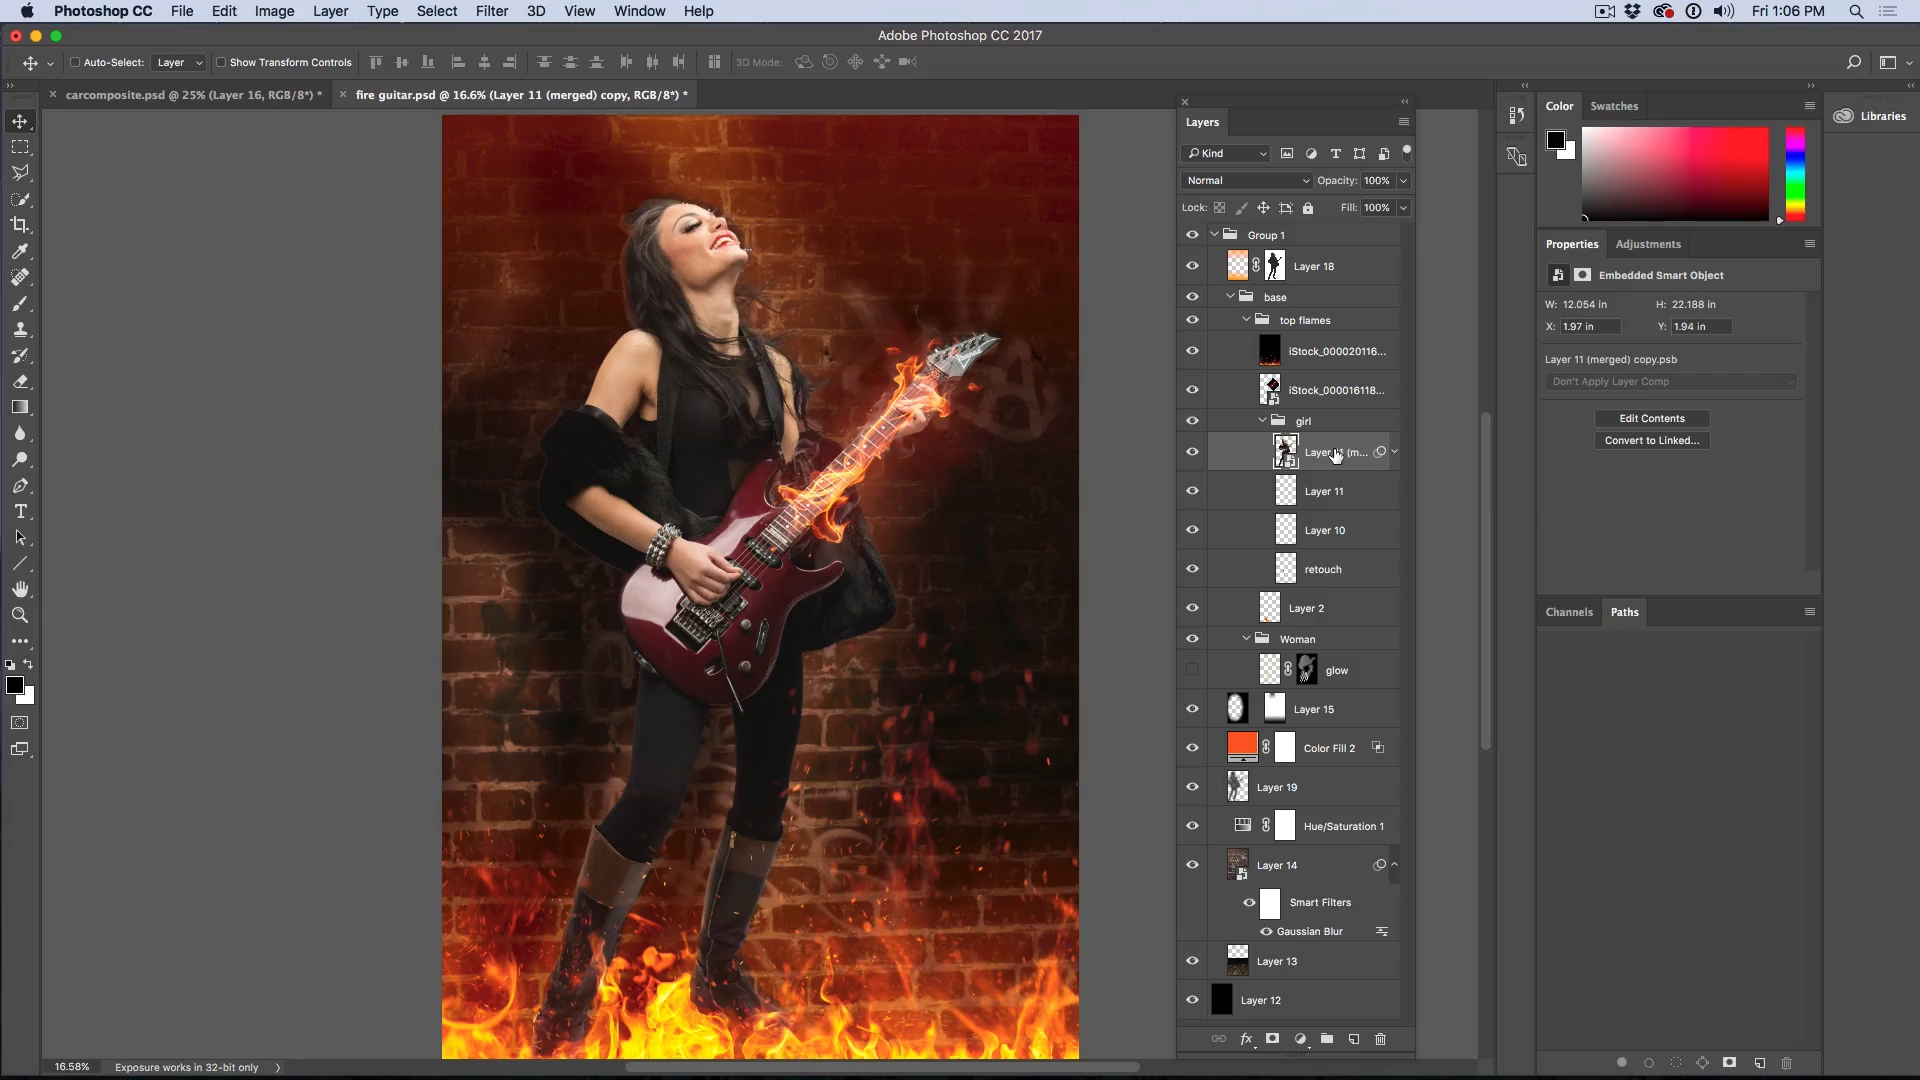 Photoshop CC File Edit Image Layer Type Select Filter 3D View Window Help Fri 1:06 PM
Adobe Photoshop CC 2017
Auto-Select: Layer Show Transform Controls 3D Mode:
carcomposite.psd @ 25% (Layer 16, RGB/8*) *
fire guitar.psd @ 16.6% (Layer 11 (merged) copy, RGB/8*) *
Layers
Kind
Normal Opacity: 100%
Lock: Fill: 100%
Group 1
Layer 18
base
top flames
iStock_000020116...
iStock_000016118...
girl
Layer (m...
Layer 11
Layer 10
retouch
Layer 2
Woman
glow
Layer 15
Color Fill 2
Layer 19
Hue/Saturation 1
Layer 14
Smart Filters
Gaussian Blur
Layer 13
Layer 12
fx
Color Swatches
Libraries
Properties Adjustments
Embedded Smart Object
W: 12.054 in H: 22.188 in
X: 1.97 in Y: 1.94 in
Layer 11 (merged) copy.psb
Don't Apply Layer Comp
Edit Contents
Convert to Linked...
Channels Paths
Ibanez
16.58% Exposure works in 32-bit only